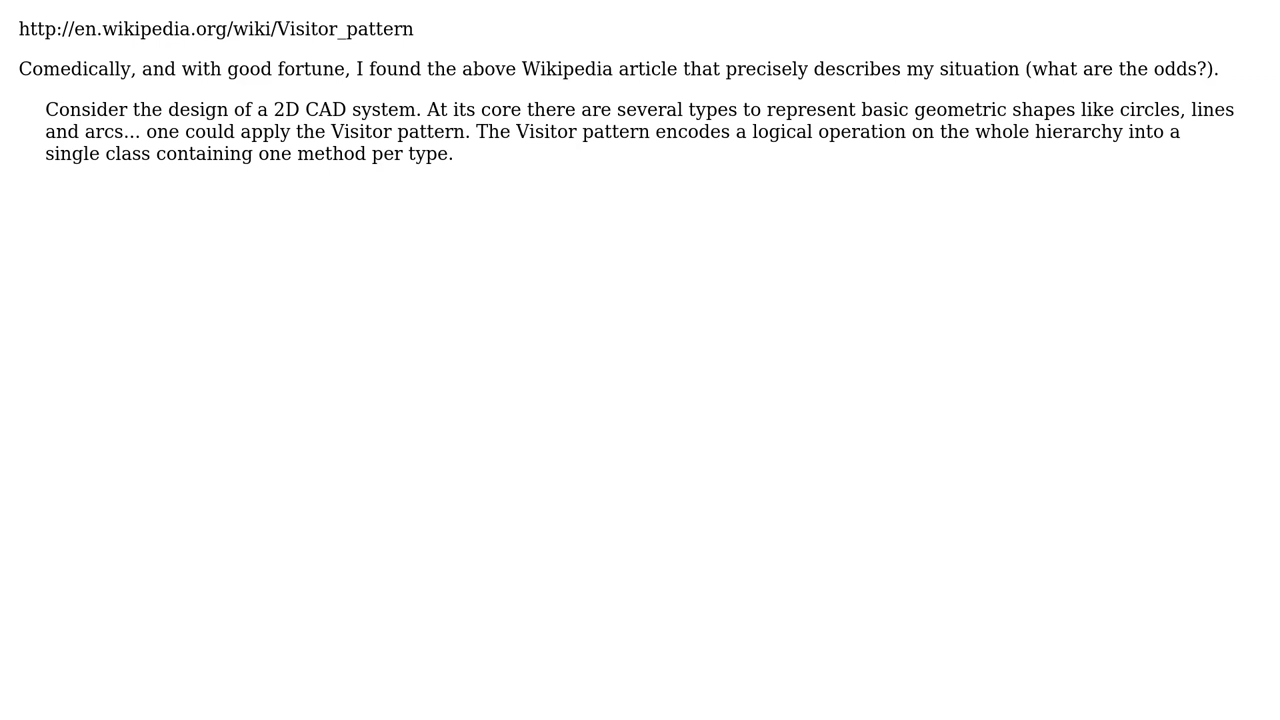 http://en.wikipedia.org/wiki/Visitor_pattern
Comedically, and with good fortune, I found the above Wikipedia article that precisely describes my situation (what are the odds?).
Consider the design of a 2D CAD system. At its core there are several types to represent basic geometric shapes like circles, lines
and arcs... one could apply the Visitor pattern. The Visitor pattern encodes a logical operation on the whole hierarchy into a
single class containing one method per type.